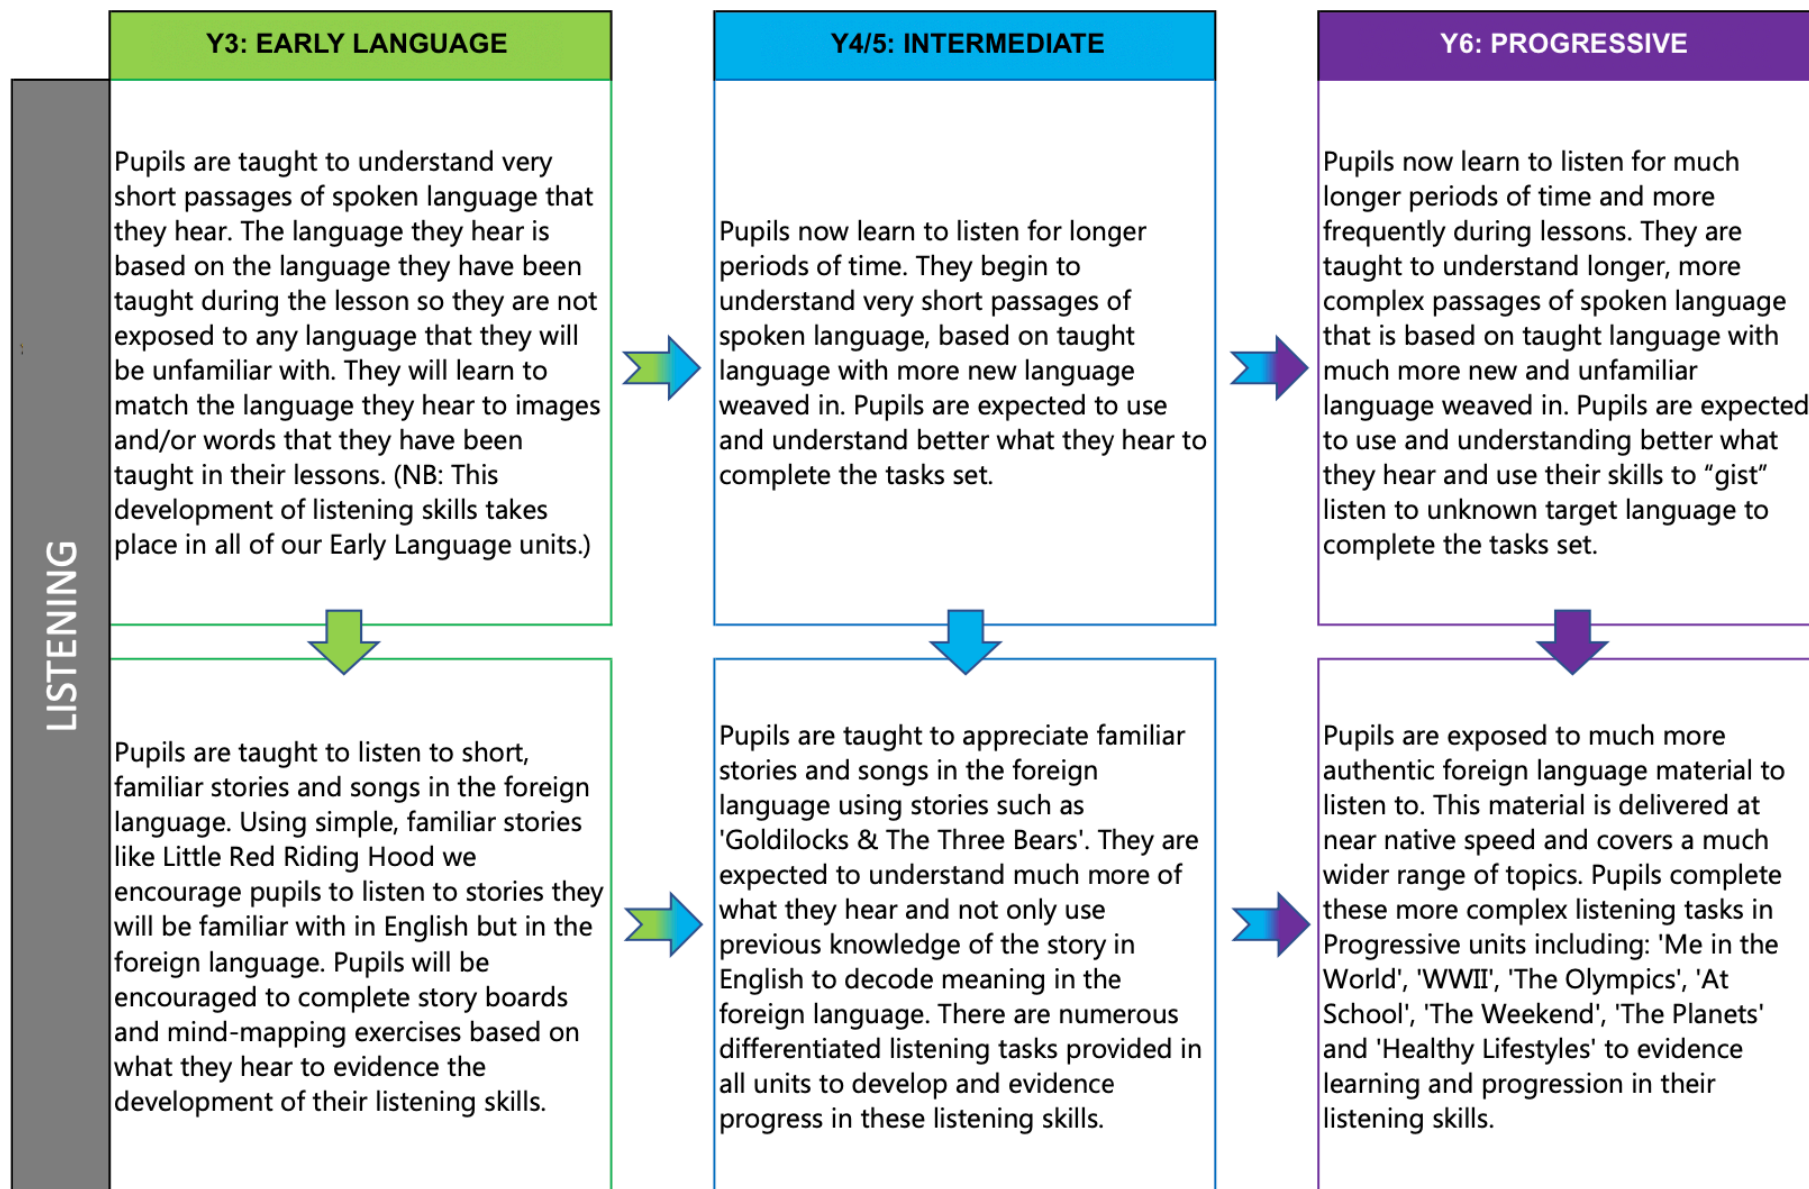 Y3: EARLY LANGUAGE
Y4/5: INTERMEDIATE
Y6: PROGRESSIVE
LISTENING
Pupils are taught to understand very
short passages of spoken language that
they hear. The language they hear is
based on the language they have been
taught during the lesson so they are not
exposed to any language that they will
be unfamiliar with. They will learn to
match the language they hear to images
and/or words that they have been
taught in their lessons. (NB: This
development of listening skills takes
place in all of our Early Language units.)
Pupils now learn to listen for longer
periods of time. They begin to
understand very short passages of
spoken language, based on taught
language with more new language
weaved in. Pupils are expected to use
and understand better what they hear to
complete the tasks set.
Pupils now learn to listen for much
longer periods of time and more
frequently during lessons. They are
taught to understand longer, more
complex passages of spoken language
that is based on taught language with
much more new and unfamiliar
language weaved in. Pupils are expected
to use and understanding better what
they hear and use their skills to “gist”
listen to unknown target language to
complete the tasks set.
Pupils are taught to listen to short,
familiar stories and songs in the foreign
language. Using simple, familiar stories
like Little Red Riding Hood we
encourage pupils to listen to stories they
will be familiar with in English but in the
foreign language. Pupils will be
encouraged to complete story boards
and mind-mapping exercises based on
what they hear to evidence the
development of their listening skills.
Pupils are taught to appreciate familiar
stories and songs in the foreign
language using stories such as
'Goldilocks & The Three Bears'. They are
expected to understand much more of
what they hear and not only use
previous knowledge of the story in
English to decode meaning in the
foreign language. There are numerous
differentiated listening tasks provided in
all units to develop and evidence
progress in these listening skills.
Pupils are exposed to much more
authentic foreign language material to
listen to. This material is delivered at
near native speed and covers a much
wider range of topics. Pupils complete
these more complex listening tasks in
Progressive units including: 'Me in the
World', 'WWII', 'The Olympics', 'At
School', 'The Weekend', 'The Planets'
and 'Healthy Lifestyles' to evidence
learning and progression in their
listening skills.